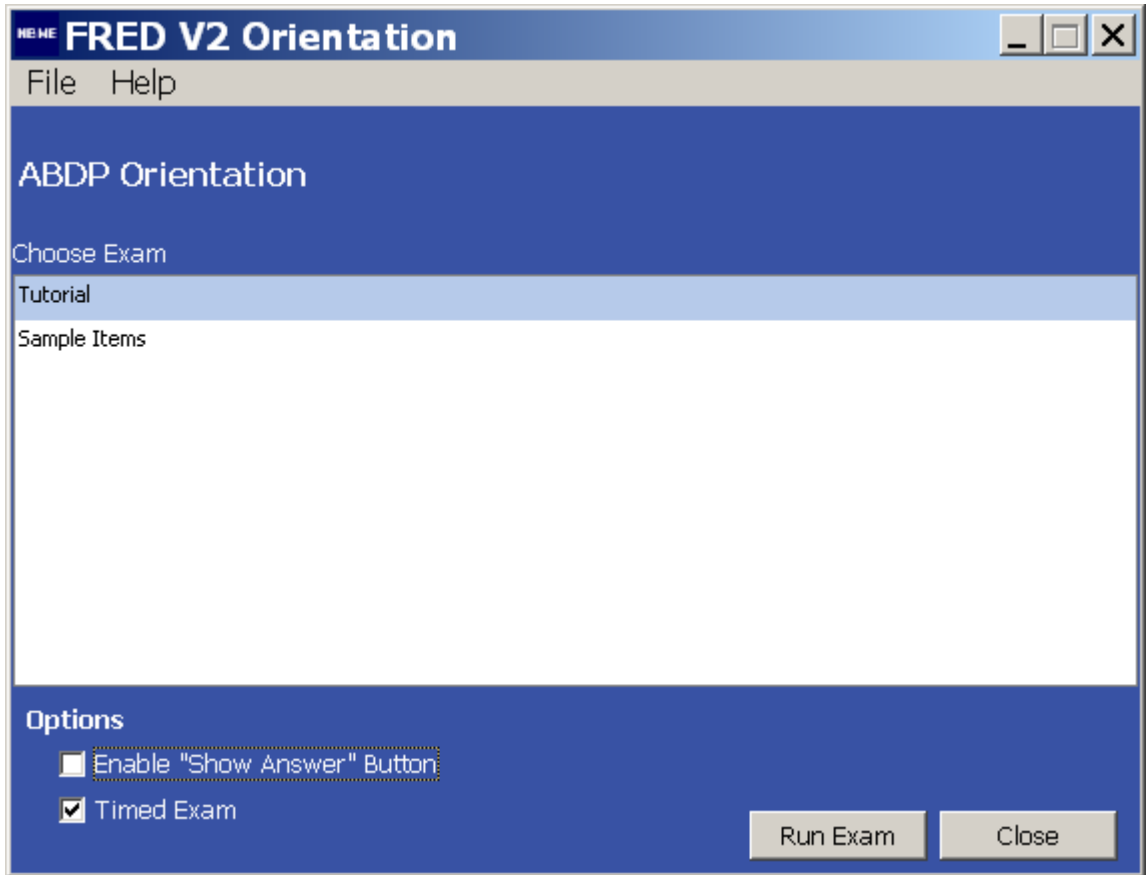 NBME FRED V2 Orientation
File Help
ABDP Orientation
Choose Exam
Tutorial
Sample Items
Options
Enable "Show Answer" Button
Timed Exam
Run Exam Close